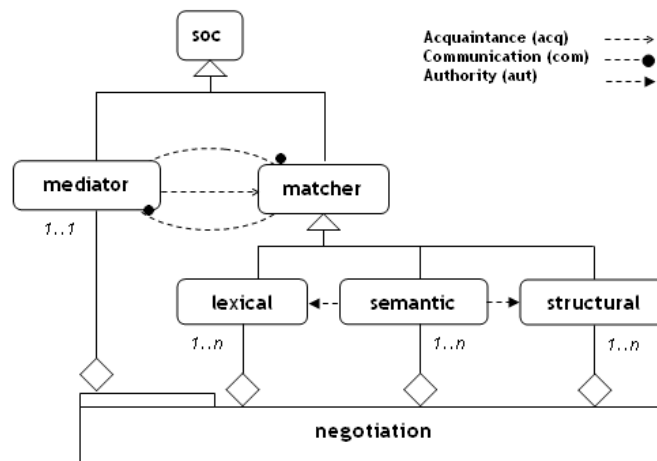 soc
Acquaintance (acq)
Communication (com)
Authority (aut)
mediator
matcher
1..1
lexical
semantic
structural
1..n
1..n
1..n
negotiation